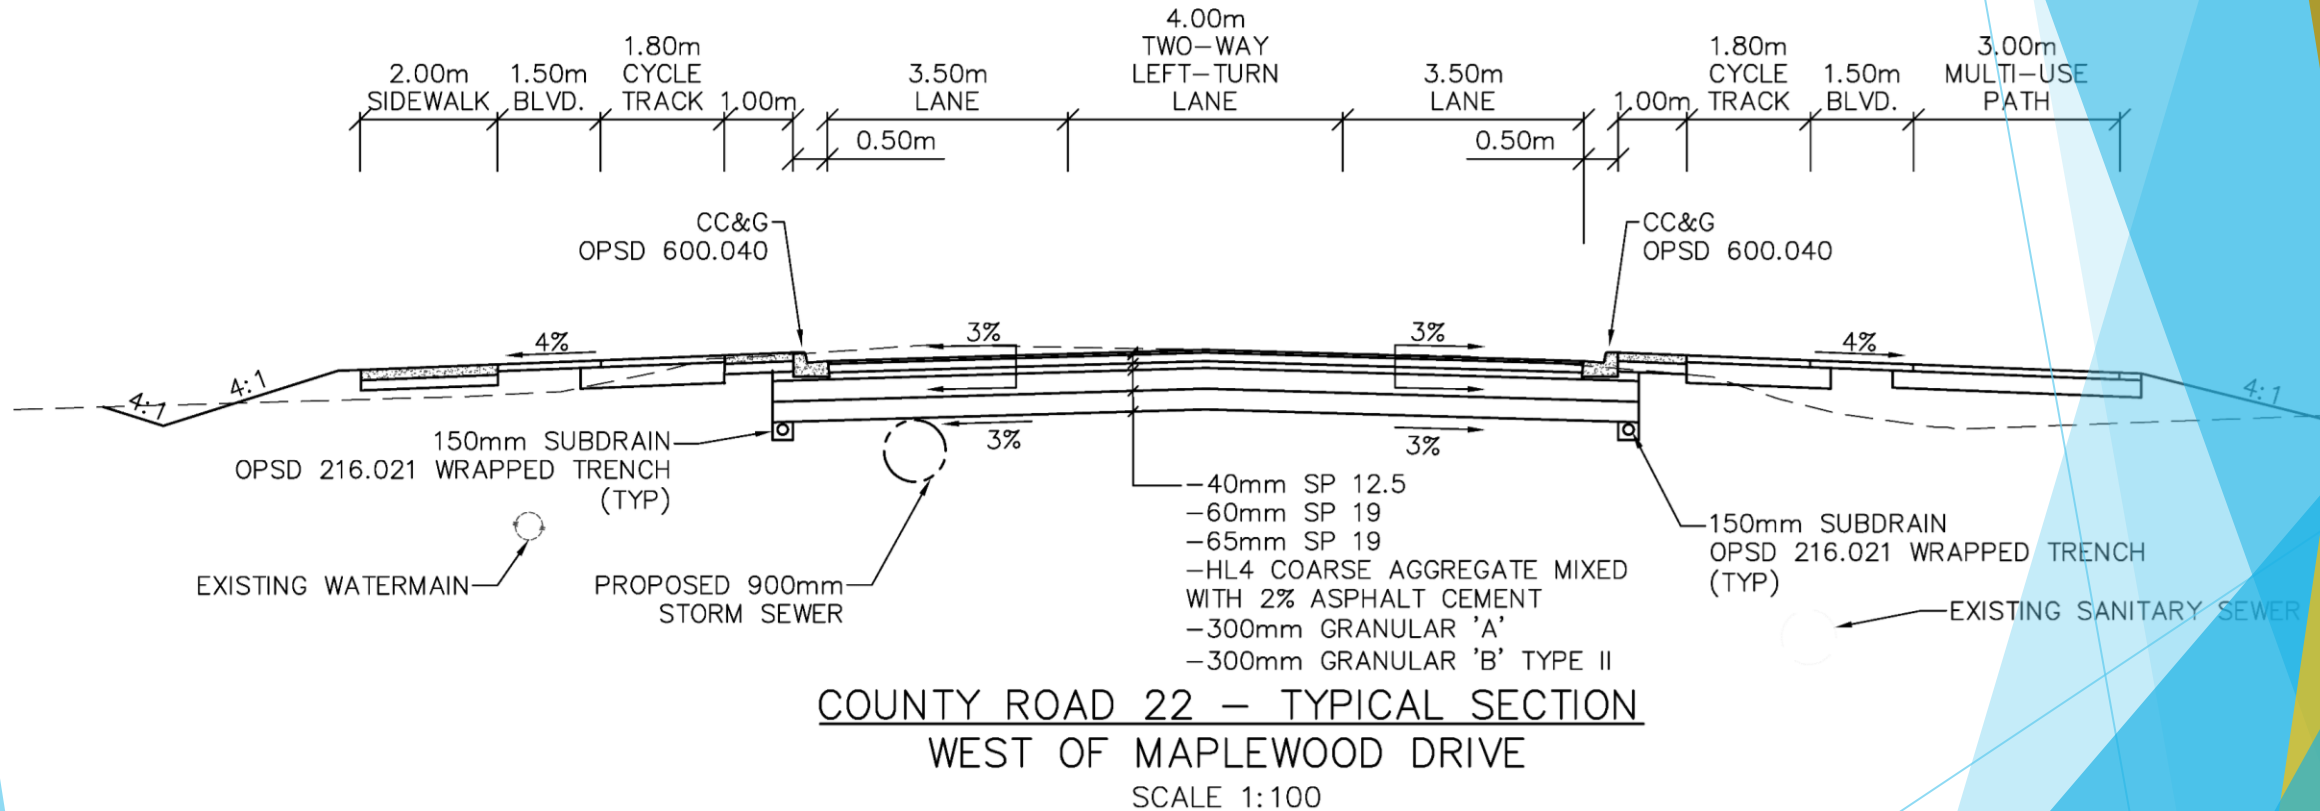 2.00m
SIDEWALK
1.50m
BLVD.
1.80m
CYCLE
TRACK
1.00m
0.50m
3.50m
LANE
4.00m
TWO-WAY
LEFT-TURN
LANE
3.50m
LANE
0.50m
1.00m
1.80m
CYCLE
TRACK
1.50m
BLVD.
3.00m
MULTI-USE
PATH
CC&G
OPSD 600.040
CC&G
OPSD 600.040
4:1
4:1
4%
3%
3%
4%
4:1
3%
3%
150mm SUBDRAIN
OPSD 216.021 WRAPPED TRENCH
(TYP)
EXISTING WATERMAIN
PROPOSED 900mm
STORM SEWER
-40mm SP 12.5
-60mm SP 19
-65mm SP 19
-HL4 COARSE AGGREGATE MIXED
WITH 2% ASPHALT CEMENT
-300mm GRANULAR 'A'
-300mm GRANULAR 'B' TYPE II
150mm SUBDRAIN
OPSD 216.021 WRAPPED TRENCH
(TYP)
EXISTING SANITARY SEWER
COUNTY ROAD 22 - TYPICAL SECTION
WEST OF MAPLEWOOD DRIVE
SCALE 1:100